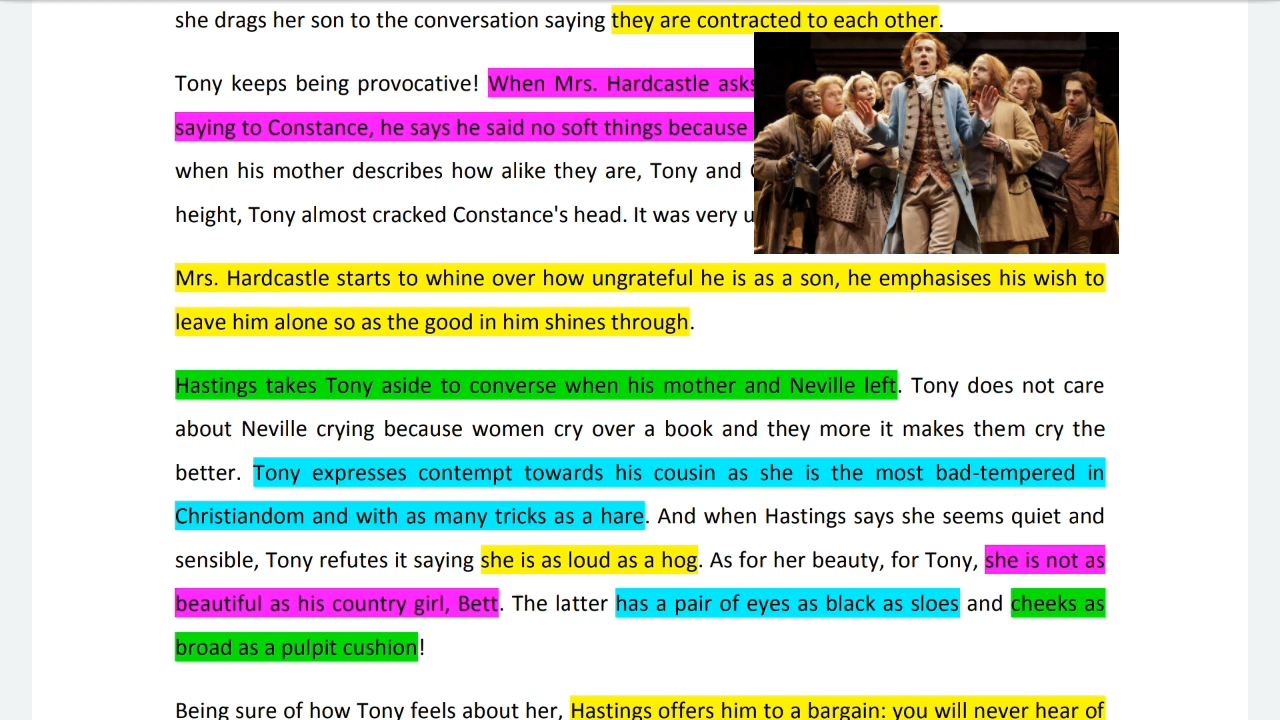 she drags her son to the conversation saying they are contracted to each other.
Tony keeps being provocative! When Mrs. Hardcastle asks
saying to Constance, he says he said no soft things because
when his mother describes how alike they are, Tony and
height, Tony almost cracked Constance's head. It was very
Mrs. Hardcastle starts to whine over how ungrateful he is as a son, he emphasises his wish to
leave him alone so as the good in him shines through.
Hastings takes Tony aside to converse when his mother and Neville left. Tony does not care
about Neville crying because women cry over a book and they more it makes them cry the
better. Tony expresses contempt towards his cousin as she is the most bad-tempered in
Christiandom and with as many tricks as a hare. And when Hastings says she seems quiet and
sensible, Tony refutes it saying she is as loud as a hog. As for her beauty, for Tony, she is not as
beautiful as his country girl, Bett. The latter has a pair of eyes as black as sloes and cheeks as
broad as a pulpit cushion!
Being sure of how Tony feels about her, Hastings offers him to a bargain: you will never hear of